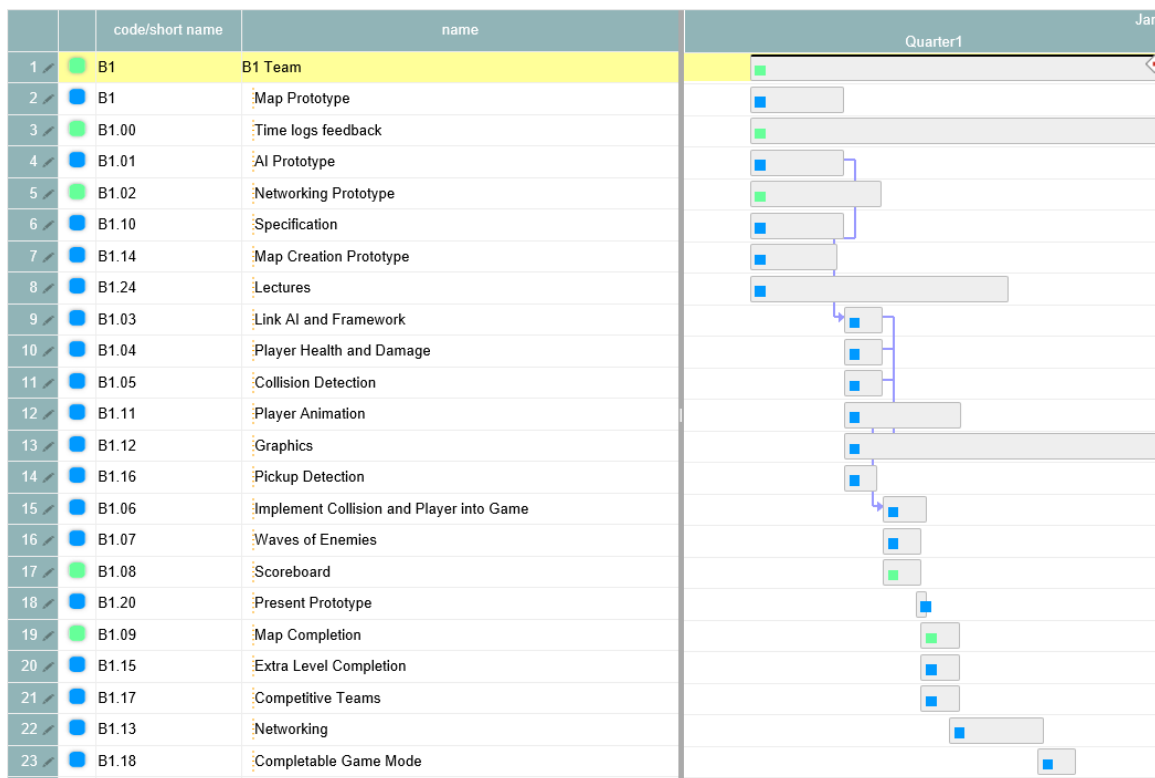 Jan
code/short name name Quarter1
1 B1 B1 Team
2 B1 Map Prototype
3 B1.00 Time logs feedback
4 B1.01 AI Prototype
5 B1.02 Networking Prototype
6 B1.10 Specification
7 B1.14 Map Creation Prototype
8 B1.24 Lectures
9 B1.03 Link AI and Framework
10 B1.04 Player Health and Damage
11 B1.05 Collision Detection
12 B1.11 Player Animation
13 B1.12 Graphics
14 B1.16 Pickup Detection
15 B1.06 Implement Collision and Player into Game
16 B1.07 Waves of Enemies
17 B1.08 Scoreboard
18 B1.20 Present Prototype
19 B1.09 Map Completion
20 B1.15 Extra Level Completion
21 B1.17 Competitive Teams
22 B1.13 Networking
23 B1.18 Completable Game Mode